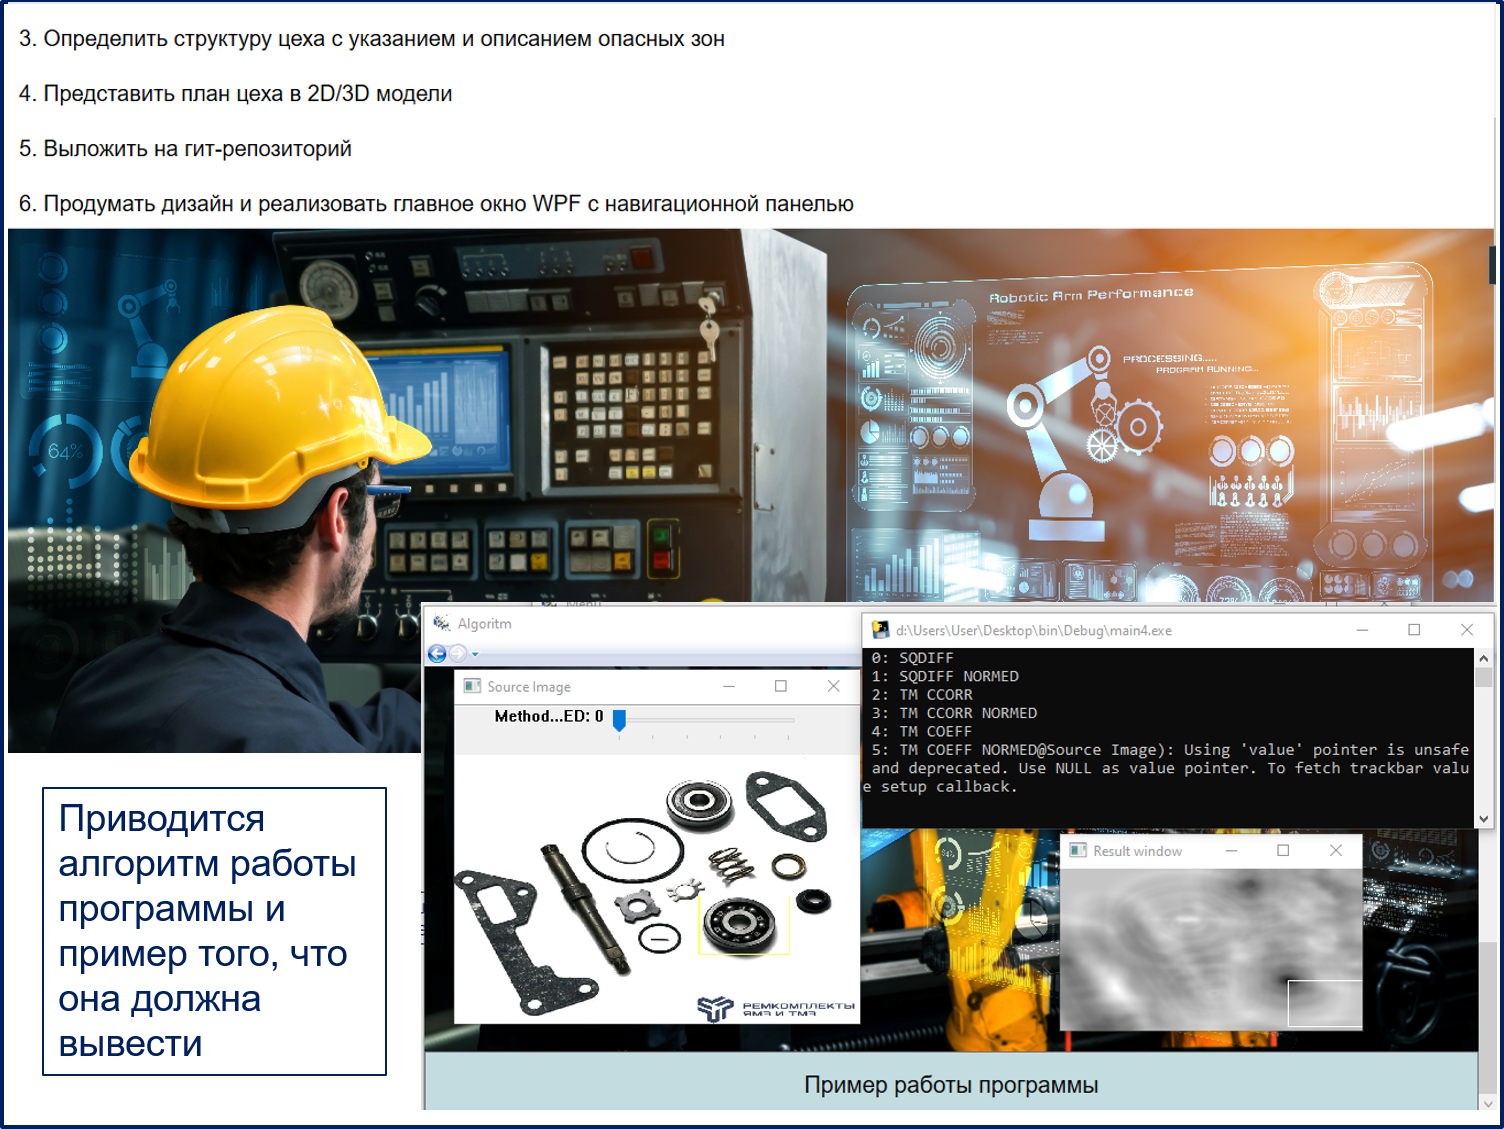 3. Определить структуру цеха с указанием и описанием опасных зон
4. Представить план цеха в 2D/3D модели
5. Выложить на гит-репозиторий
6. Продумать дизайн и реализовать главное окно WPF с навигационной панелью
Robotic Arm Performance
PROCESSING.....
PROGRAM RUNNING...
64%
Algoritm
d:\Users\User\Desktop\bin\Debug\main4.exe
0: SQDIFF
1: SQDIFF NORMED
2: TM CCORR
3: TM CCORR NORMED
4: TM COEFF
5: TM COEFF NORMED@Source Image): Using 'value' pointer is unsafe
and deprecated. Use NULL as value pointer. To fetch trackbar valu
e setup callback.
Source Image
Method...ED: 0
РЕМКОМПЛЕКТЫ
ЯМЗ И ТМЗ
Result window
Приводится
алгоритм работы
программы и
пример того, что
она должна
вывести
Пример работы программы